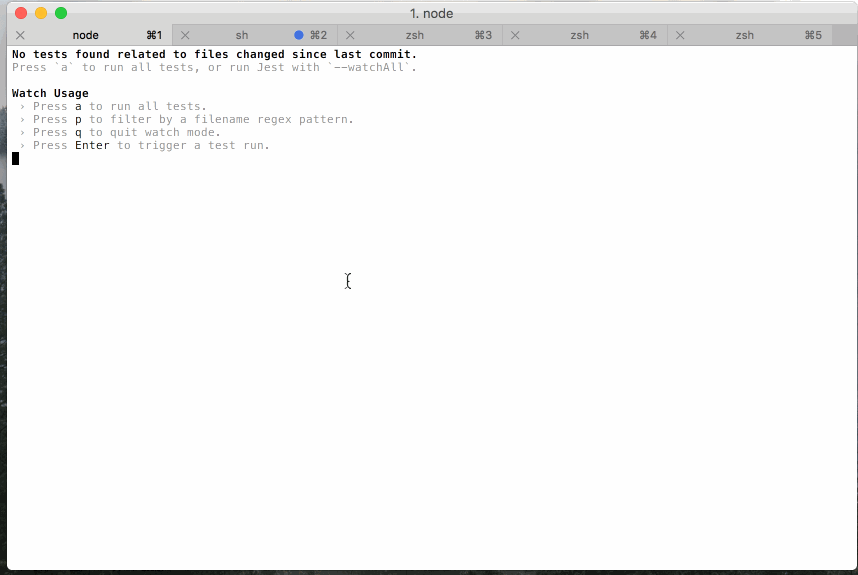 1. node
node ⌘1 sh ⌘2 zsh ⌘3 zsh ⌘4 zsh ⌘5
No tests found related to files changed since last commit.
Press `a` to run all tests, or run Jest with `--watchAll`.
Watch Usage
› Press a to run all tests.
› Press p to filter by a filename regex pattern.
› Press q to quit watch mode.
› Press Enter to trigger a test run.